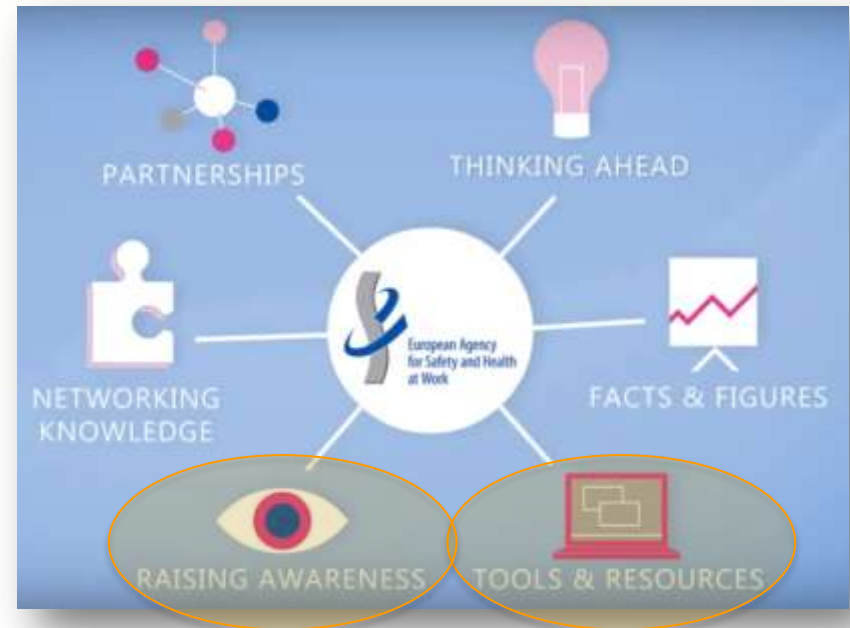 PARTNERSHIPS
THINKING AHEAD
European Agency
for Safety and Health
at Work
NETWORKING
KNOWLEDGE
FACTS & FIGURES
RAISING AWARENESS
TOOLS & RESOURCES